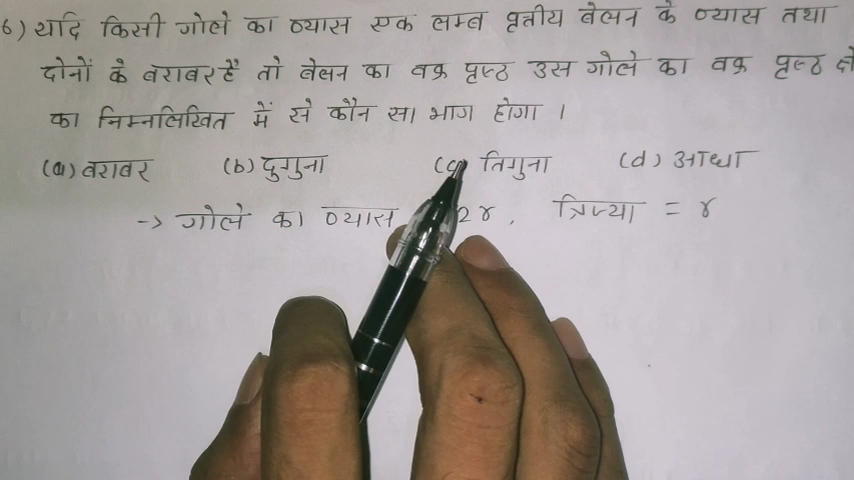 6) यदि किसी गोले का व्यास एक लम्ब वृत्तीय बेलन के व्यास तथा
दोनों के बराबर हैं तो बेलन का वक्र पृष्ठ उस गोले का वक्र पृष्ठ
का निम्नलिखित में से कौन सा भाग होगा ।
(a) बराबर (b) दुगुना (c) तिगुना (d) आधा
-> गोले का व्यास 2r , त्रिज्या = r